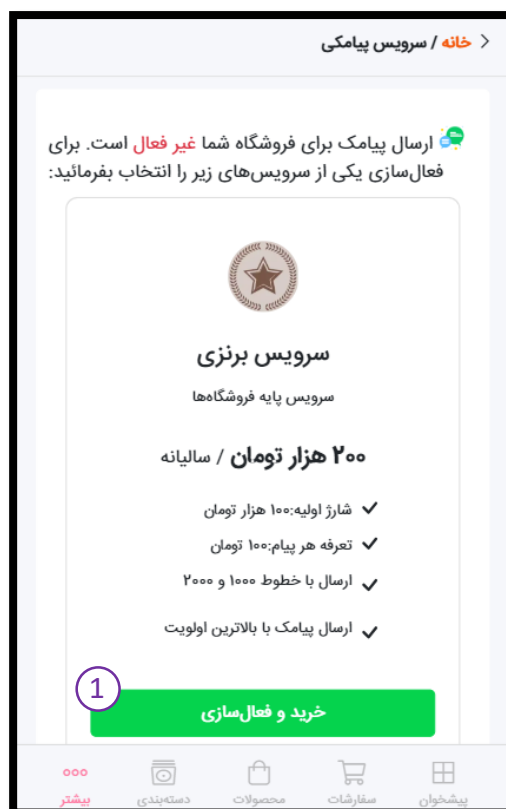 خانه / سرویس پیامکی
ارسال پیامک برای فروشگاه شما غیر فعال است. برای
فعال‌سازی یکی از سرویس‌های زیر را انتخاب بفرمائید:
سرویس برنزی
سرویس پایه فروشگاه‌ها
۲۰۰ هزار تومان / سالیانه
شارژ اولیه:۱۰۰ هزار تومان
تعرفه هر پیام:۱۰۰ تومان
ارسال با خطوط ۱۰۰۰ و ۲۰۰۰
ارسال پیامک با بالاترین اولویت
1
خرید و فعال‌سازی
پیشخوان سفارشات محصولات دسته‌بندی بیشتر